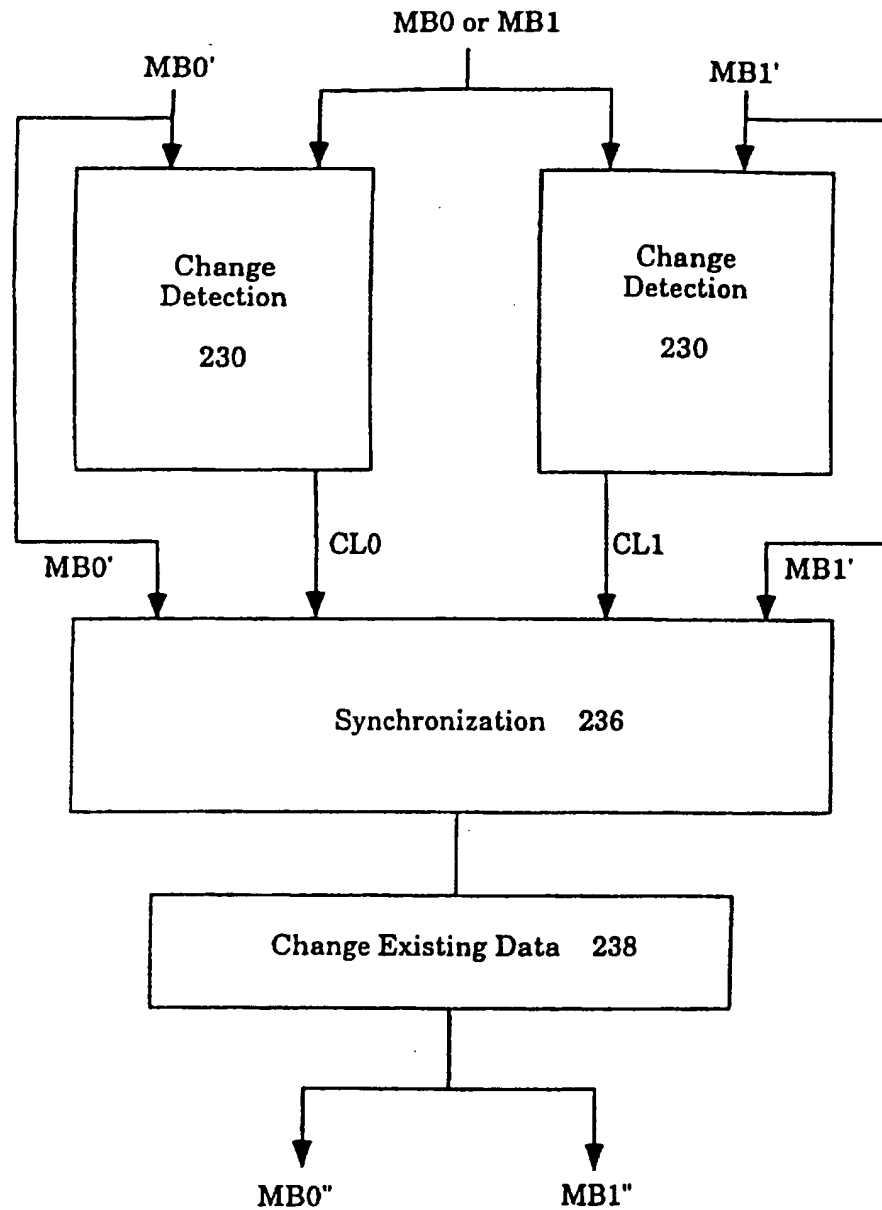 MB0 or MB1
MB0'
MB1'
Change
Detection
230
Change
Detection
230
CL0
CL1
MB0'
MB1'
Synchronization 236
Change Existing Data 238
MB0"
MB1"